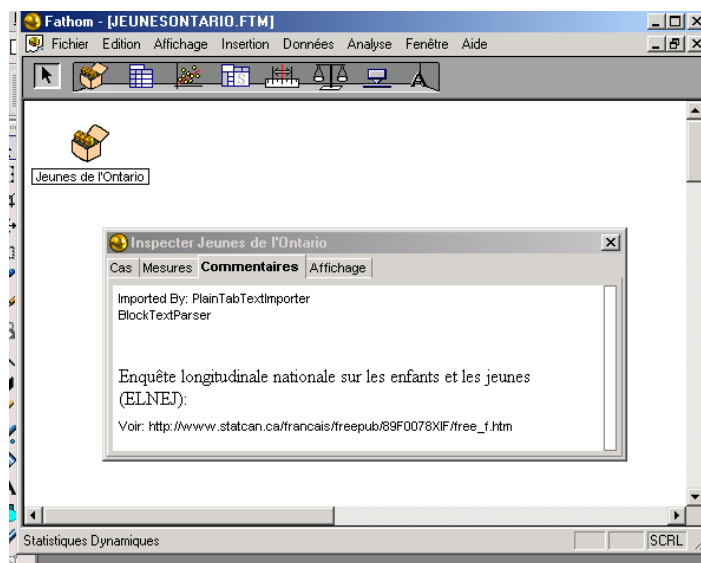 Fathom - [JEUNESONTARIO.FTM]
Fichier Edition Affichage Insertion Données Analyse Fenêtre Aide
Jeunes de l'Ontario
Inspecter Jeunes de l'Ontario
Cas Mesures Commentaires Affichage
Imported By: PlainTabTextImporter
BlockTextParser
Enquête longitudinale nationale sur les enfants et les jeunes
(ELNEJ):
Voir: http://www.statcan.ca/francais/freepub/89F0078XIF/free_f.htm
Statistiques Dynamiques
SCRL